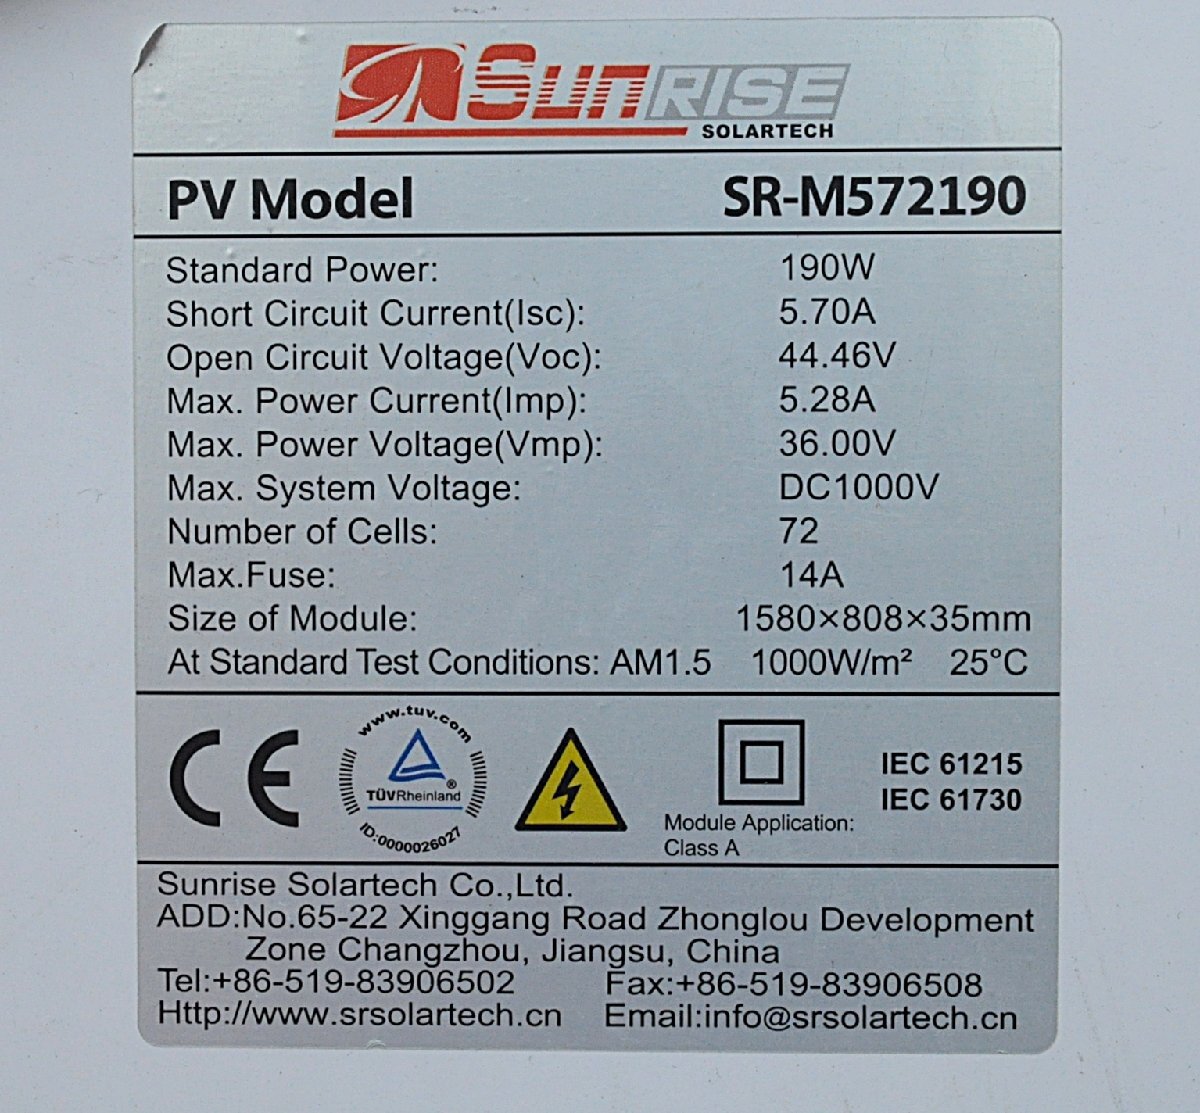 SUNRISE
SOLARTECH
PV Model SR-M572190
Standard Power: 190W
Short Circuit Current(Isc): 5.70A
Open Circuit Voltage(Voc): 44.46V
Max. Power Current(Imp): 5.28A
Max. Power Voltage(Vmp): 36.00V
Max. System Voltage: DC1000V
Number of Cells: 72
Max.Fuse: 14A
Size of Module: 1580×808×35mm
At Standard Test Conditions: AM1.5 1000W/m² 25°C
CE
www.tuv.com
TÜVRheinland®
ID:0000026027
Module Application:
Class A
IEC 61215
IEC 61730
Sunrise Solartech Co.,Ltd.
ADD:No.65-22 Xinggang Road Zhonglou Development
Zone Changzhou, Jiangsu, China
Tel:+86-519-83906502 Fax:+86-519-83906508
Http://www.srsolartech.cn Email:info@srsolartech.cn